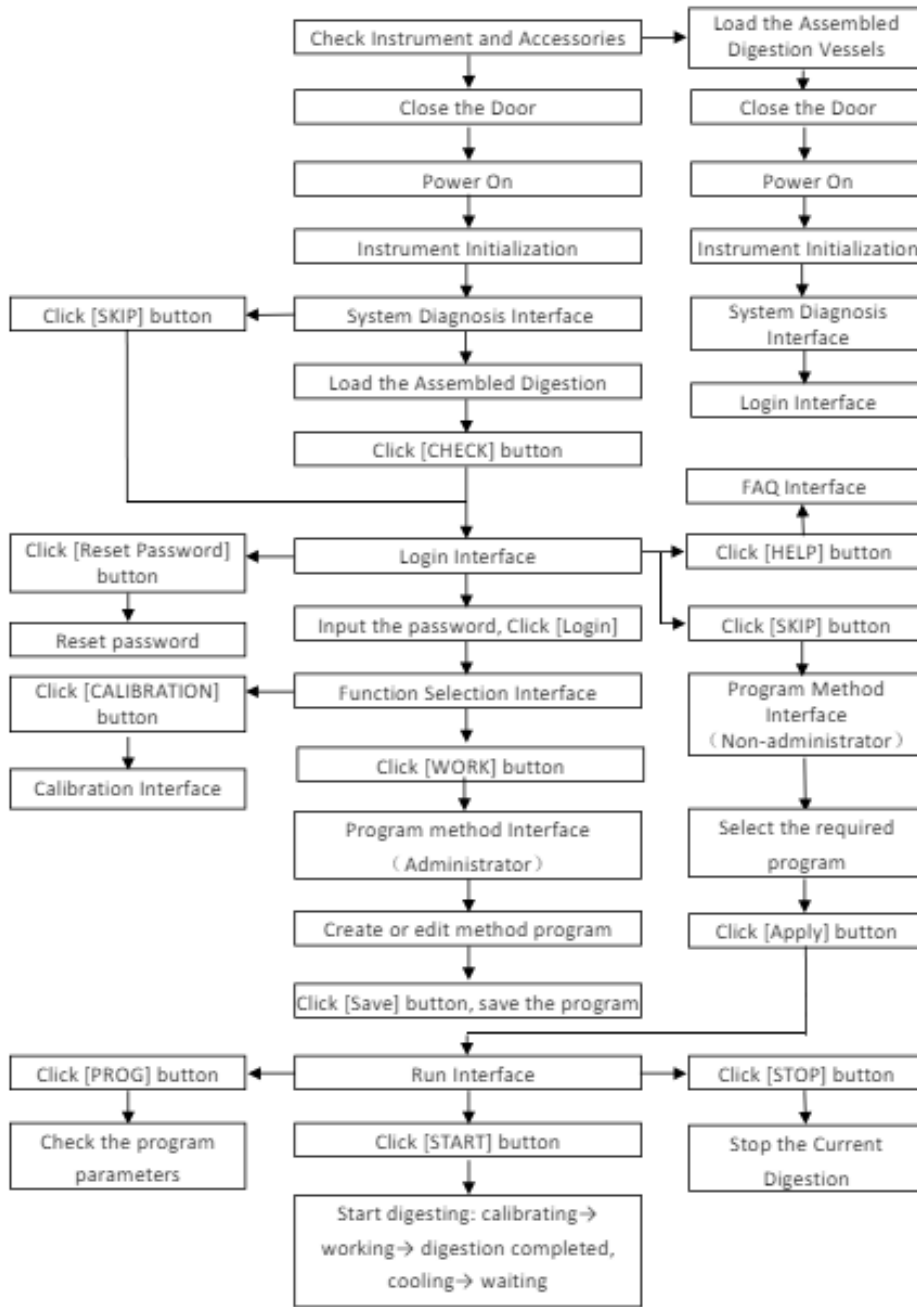 Check Instrument and Accessories
Load the Assembled
Digestion Vessels
Close the Door
Close the Door
Power On
Power On
Instrument Initialization
Instrument Initialization
Click [SKIP] button
System Diagnosis Interface
System Diagnosis
Interface
Load the Assembled Digestion
Login Interface
Click [CHECK] button
FAQ Interface
Click [Reset Password]
button
Login Interface
Click [HELP] button
Reset password
Input the password, Click [Login]
Click [SKIP] button
Click [CALIBRATION]
button
Function Selection Interface
Program Method
Interface
（Non-administrator）
Click [WORK] button
Calibration Interface
Program method Interface
（Administrator）
Select the required
program
Create or edit method program
Click [Apply] button
Click [Save] button, save the program
Click [PROG] button
Run Interface
Click [STOP] button
Check the program
parameters
Click [START] button
Stop the Current
Digestion
Start digesting: calibrating→
working→ digestion completed,
cooling→ waiting